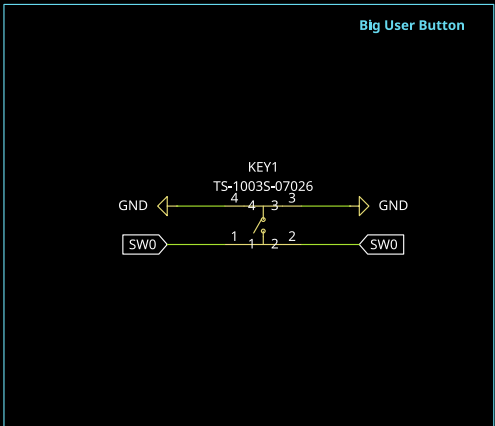 Big User Button
KEY1
TS-1003S-07026
4 3
GND 4 3 GND
1 2
SW0 1 2 SW0